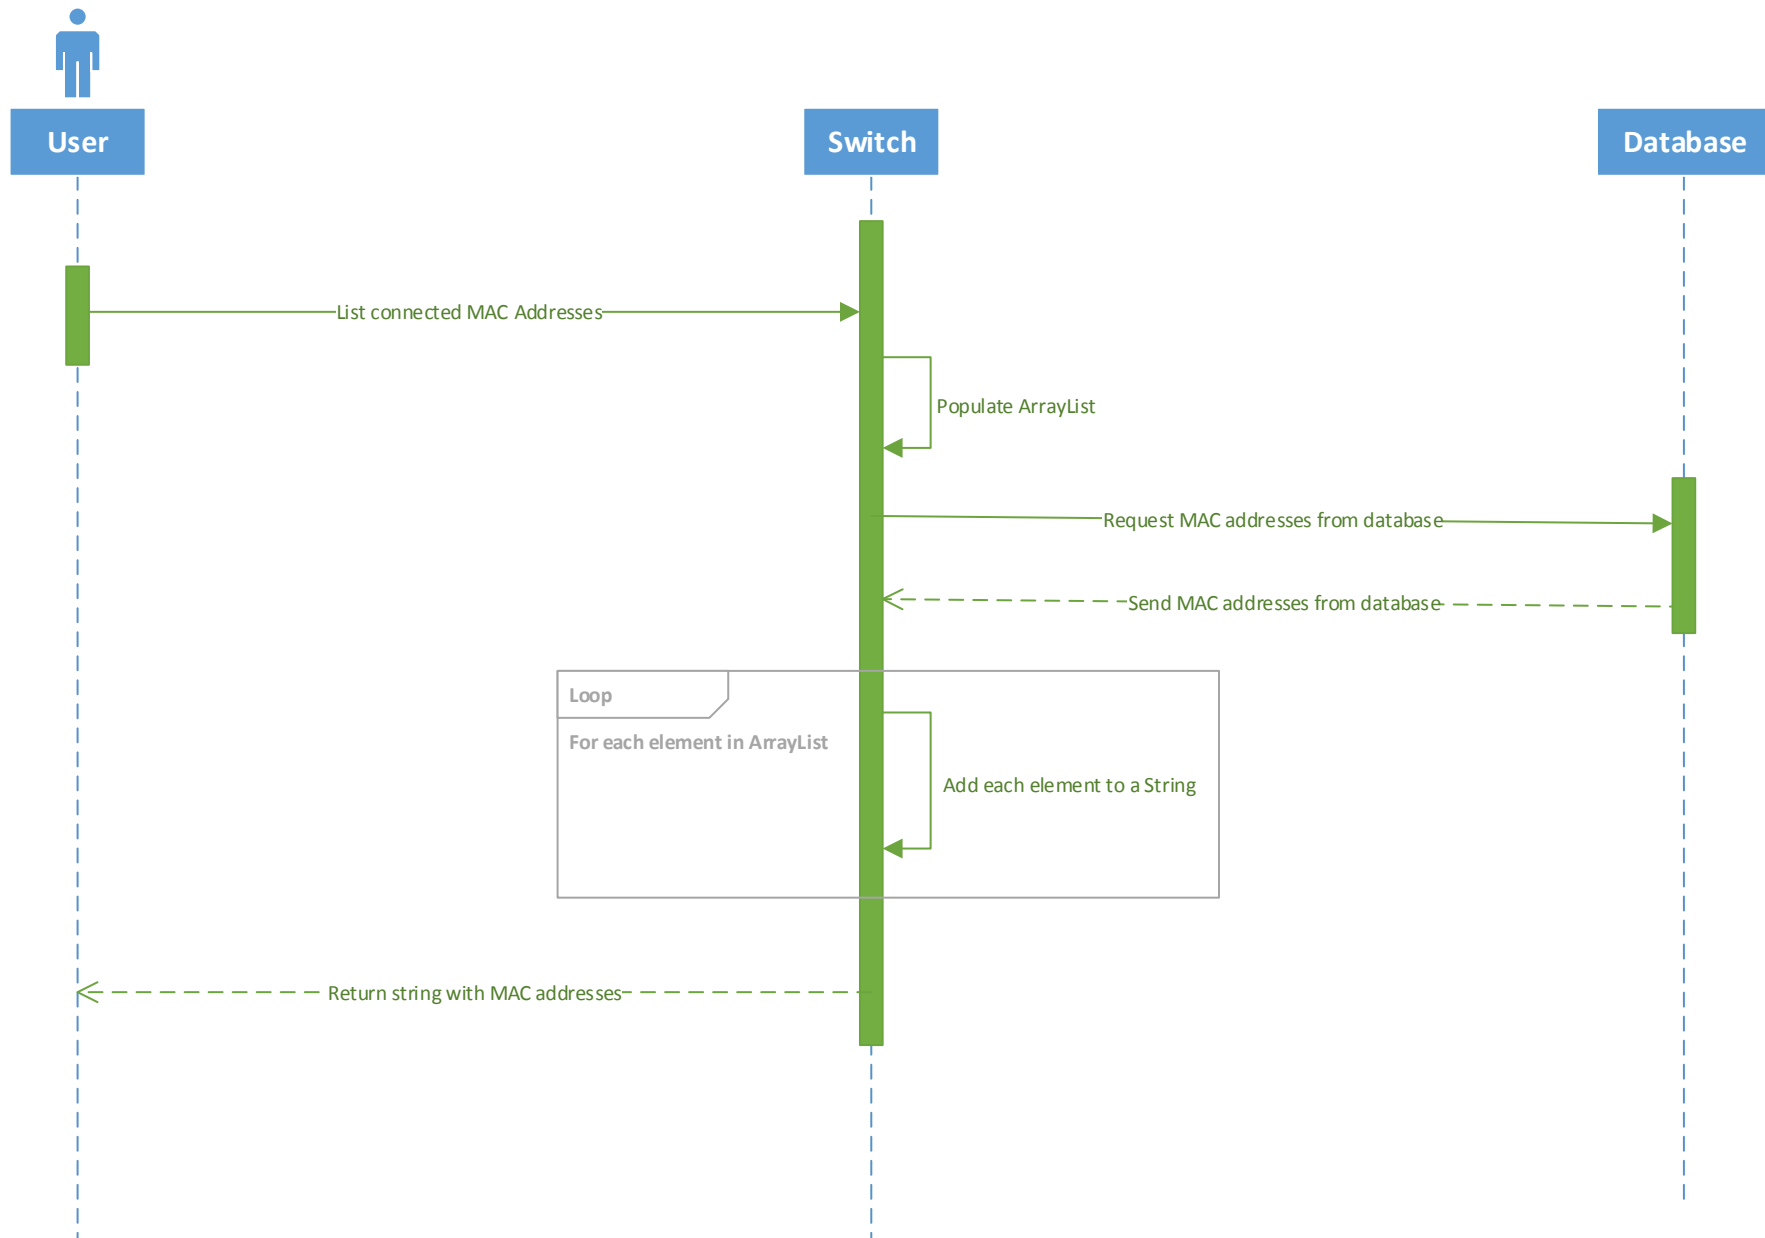 User
Switch
Database
List connected MAC Addresses
Populate ArrayList
Request MAC addresses from database
Send MAC addresses from database
Loop
For each element in ArrayList
Add each element to a String
Return string with MAC addresses